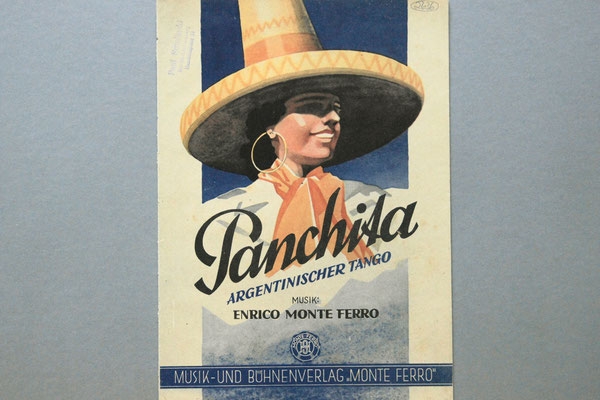 Panchita
ARGENTINISCHER TANGO
MUSIK:
ENRICO MONTE FERRO
MUSIK-UND BÜHNENVERLAG „MONTE FERRO"